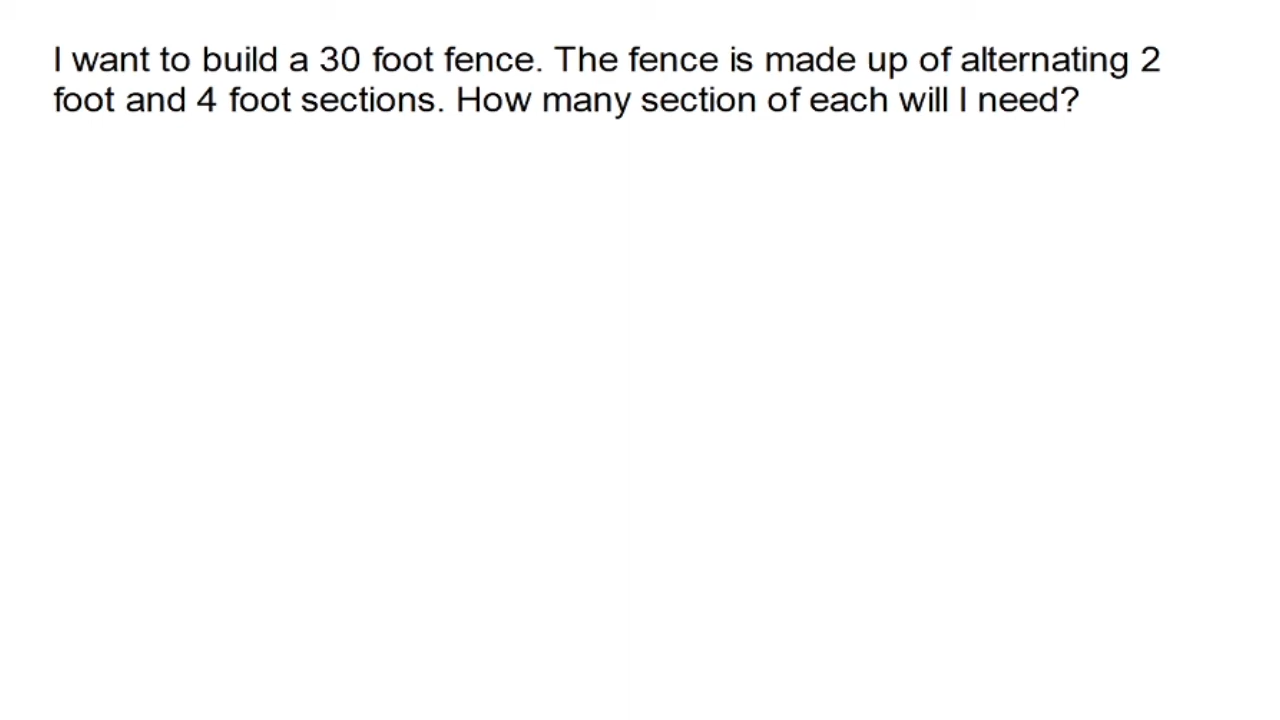 I want to build a 30 foot fence. The fence is made up of alternating 2
foot and 4 foot sections. How many section of each will I need?